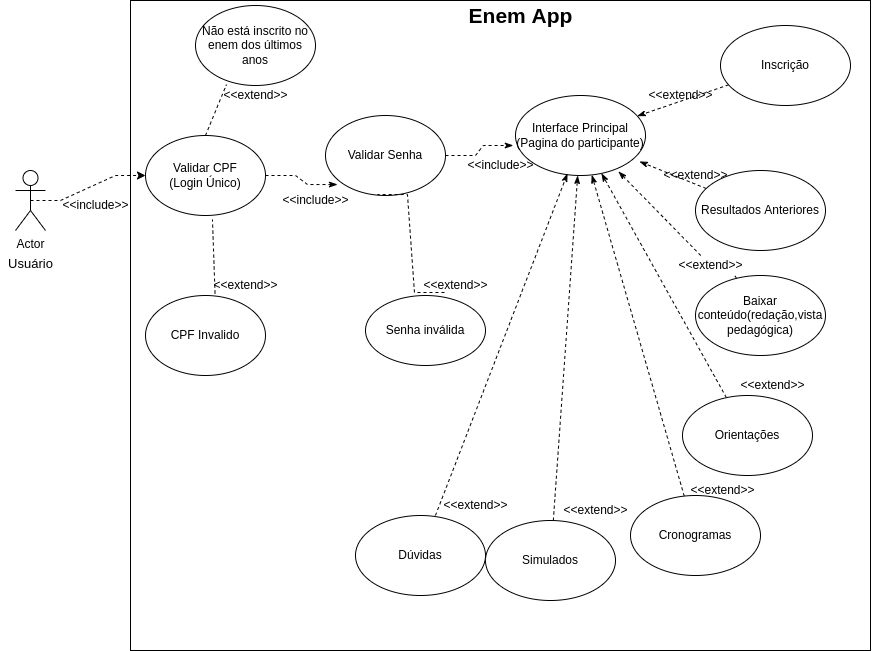 Enem App
Não está inscrito no
enem dos últimos
anos
<<extend>>
Validar CPF
(Login Único)
<<include>>
Actor
Usuário
<<include>>
<<extend>>
CPF Invalido
Validar Senha
<<include>>
<<extend>>
Senha inválida
Interface Principal
(Pagina do participante)
<<extend>>
Inscrição
<<extend>>
Resultados Anteriores
<<extend>>
Baixar
conteúdo(redação,vista
pedagógica)
<<extend>>
Orientações
<<extend>>
Cronogramas
<<extend>>
Simulados
<<extend>>
Dúvidas